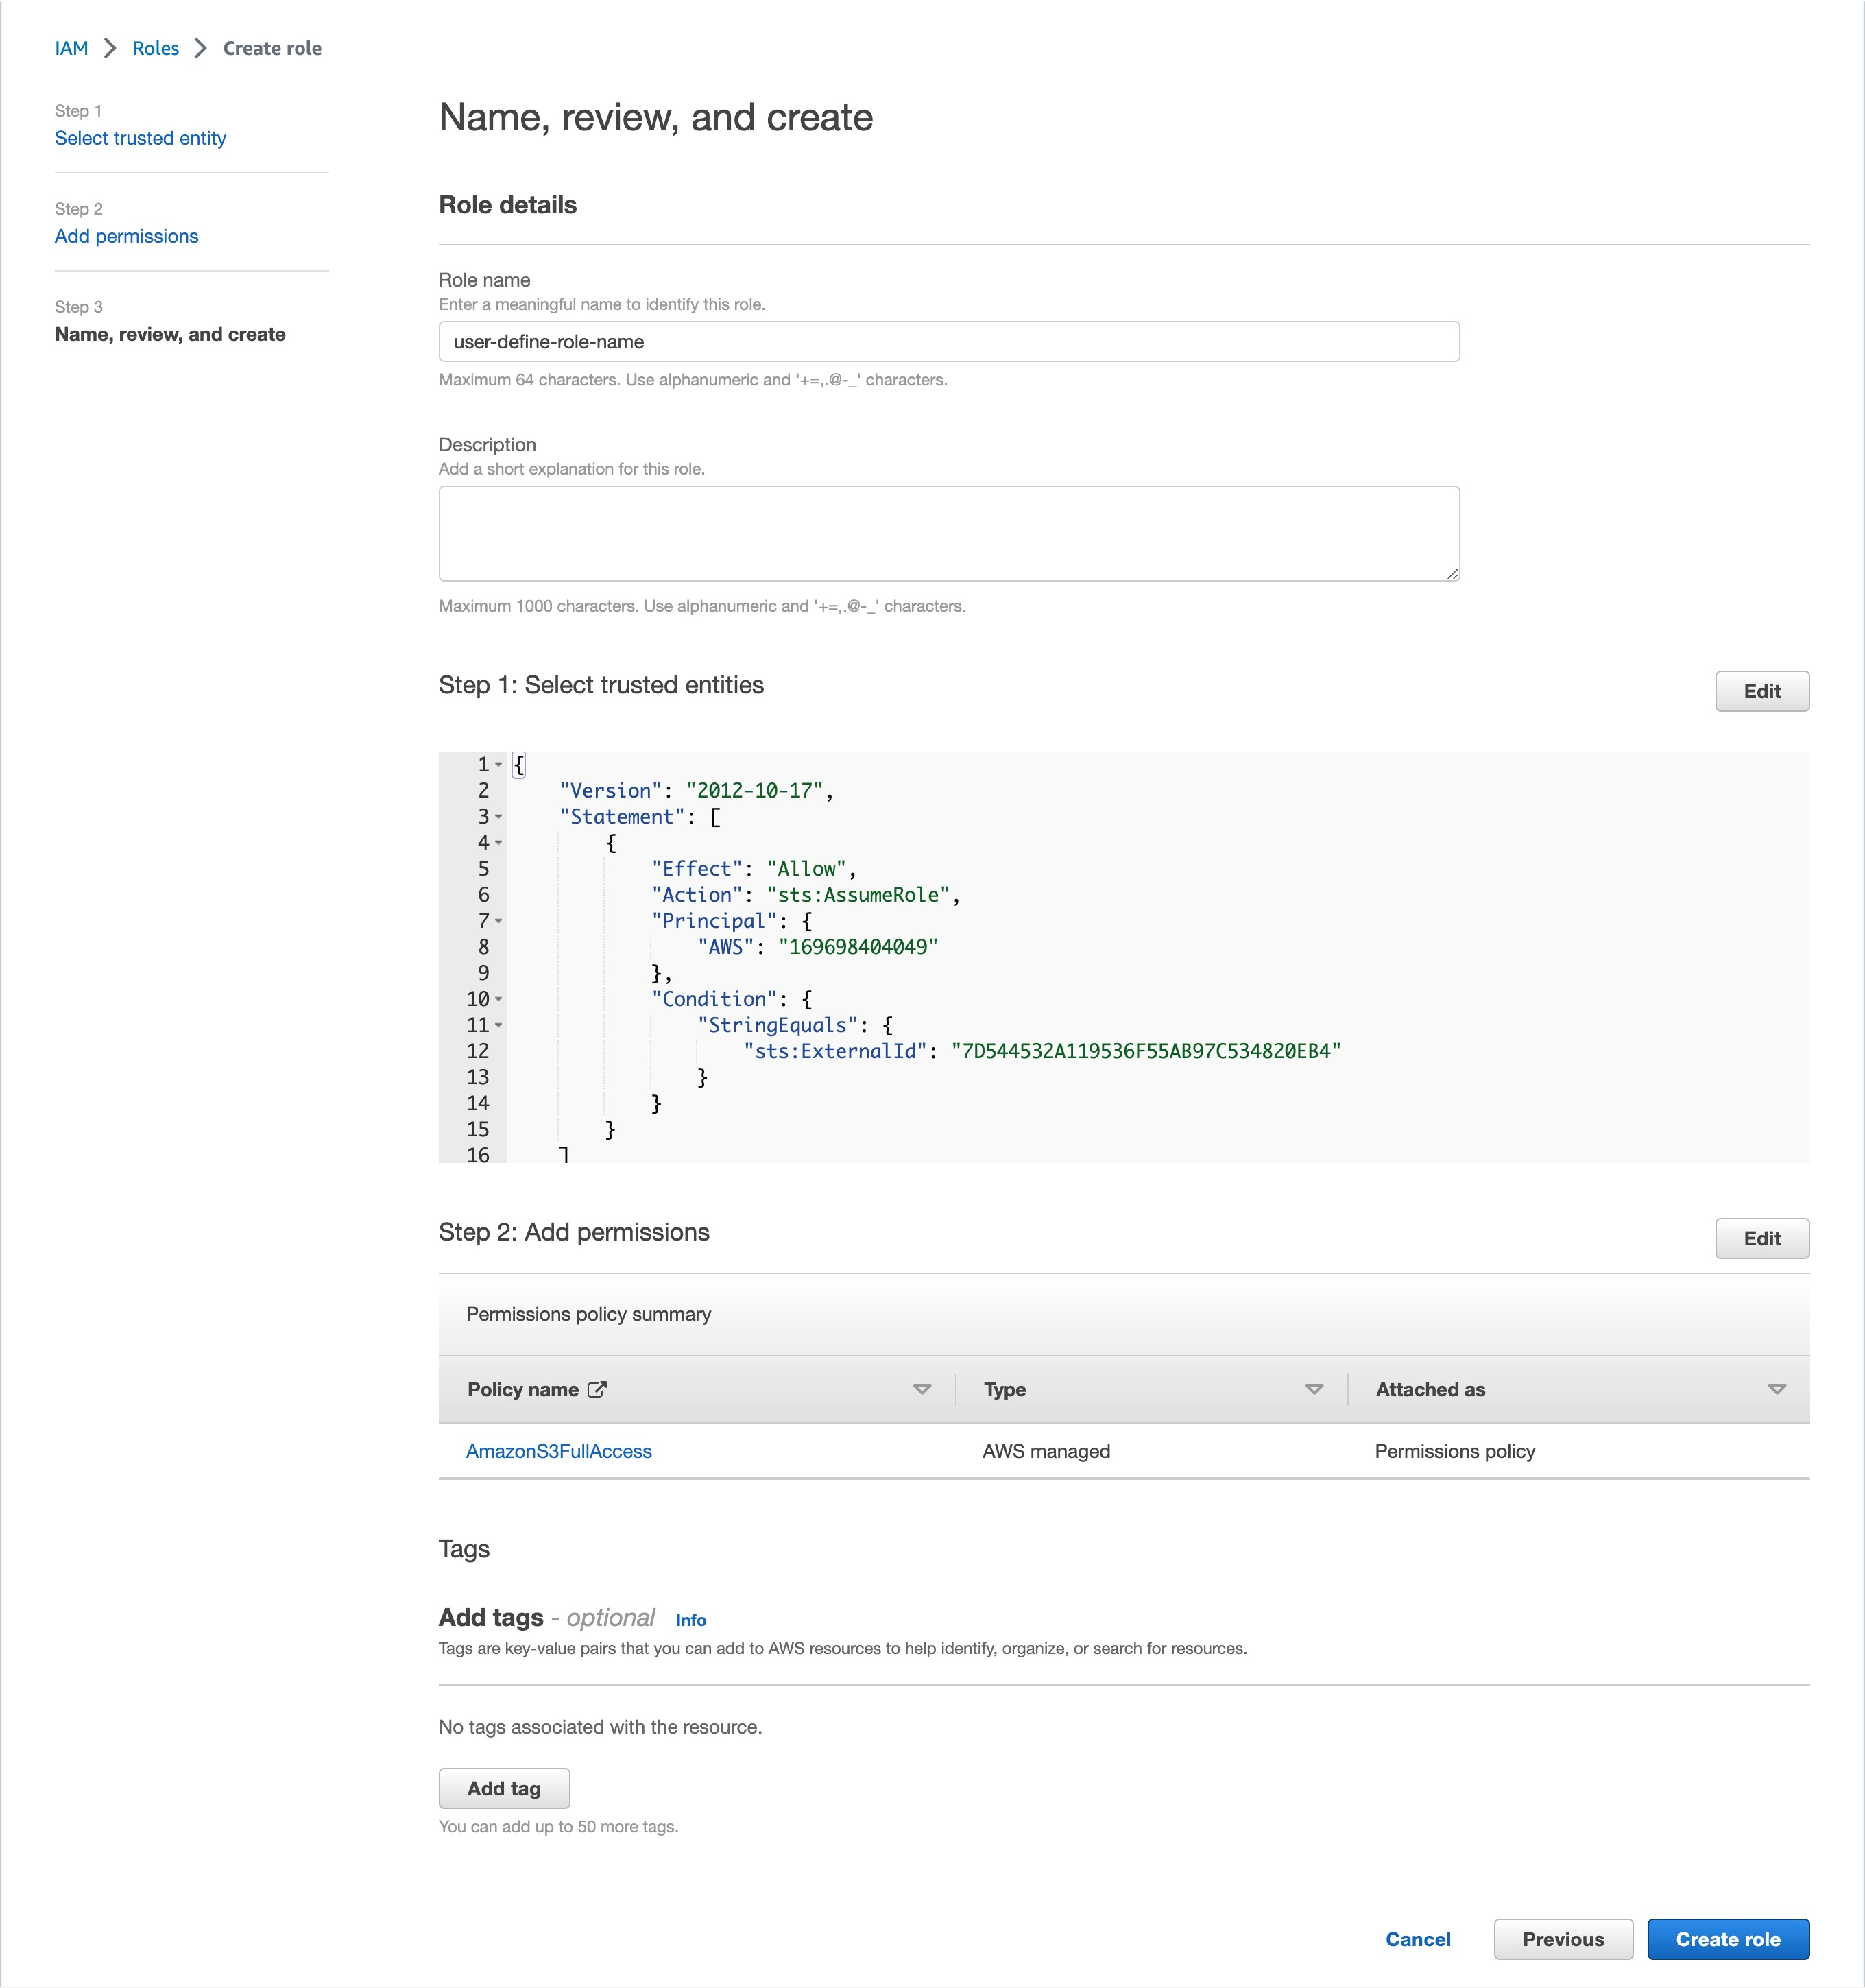 IAM > Roles > Create role
Step 1
Select trusted entity
Step 2
Add permissions
Step 3
Name, review, and create
Name, review, and create
Role details
Role name
Enter a meaningful name to identify this role.
user-define-role-name
Maximum 64 characters. Use alphanumeric and '+=,.@-_' characters.
Description
Add a short explanation for this role.
Maximum 1000 characters. Use alphanumeric and '+=,.@-_' characters.
Step 1: Select trusted entities
Edit
1 {
2 "Version": "2012-10-17",
3 "Statement": [
4 {
5 "Effect": "Allow",
6 "Action": "sts:AssumeRole",
7 "Principal": {
8 "AWS": "169698404049"
9 },
10 "Condition": {
11 "StringEquals": {
12 "sts:ExternalId": "7D544532A119536F55AB97C534820EB4"
13 }
14 }
15 }
16 ]
Step 2: Add permissions
Edit
Permissions policy summary
Policy name Type Attached as
AmazonS3FullAccess AWS managed Permissions policy
Tags
Add tags - optional Info
Tags are key-value pairs that you can add to AWS resources to help identify, organize, or search for resources.
No tags associated with the resource.
Add tag
You can add up to 50 more tags.
Cancel Previous Create role